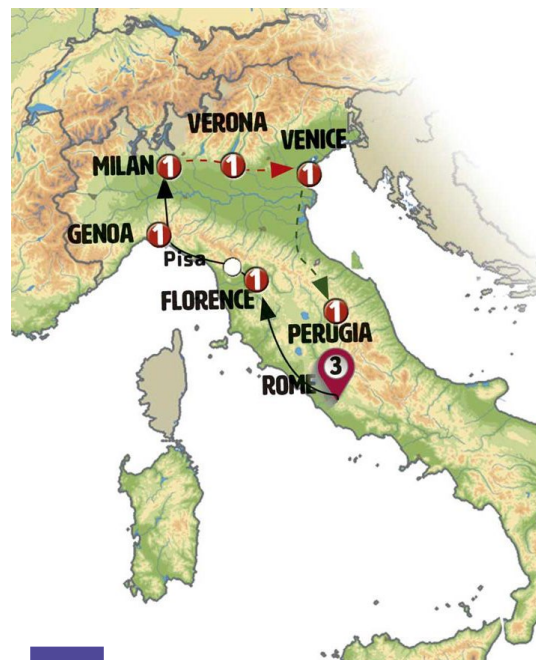 VERONA
VENICE
MILAN 1
1
1
GENOA 1
Pisa
1
FLORENCE
1
PERUGIA
3
ROME